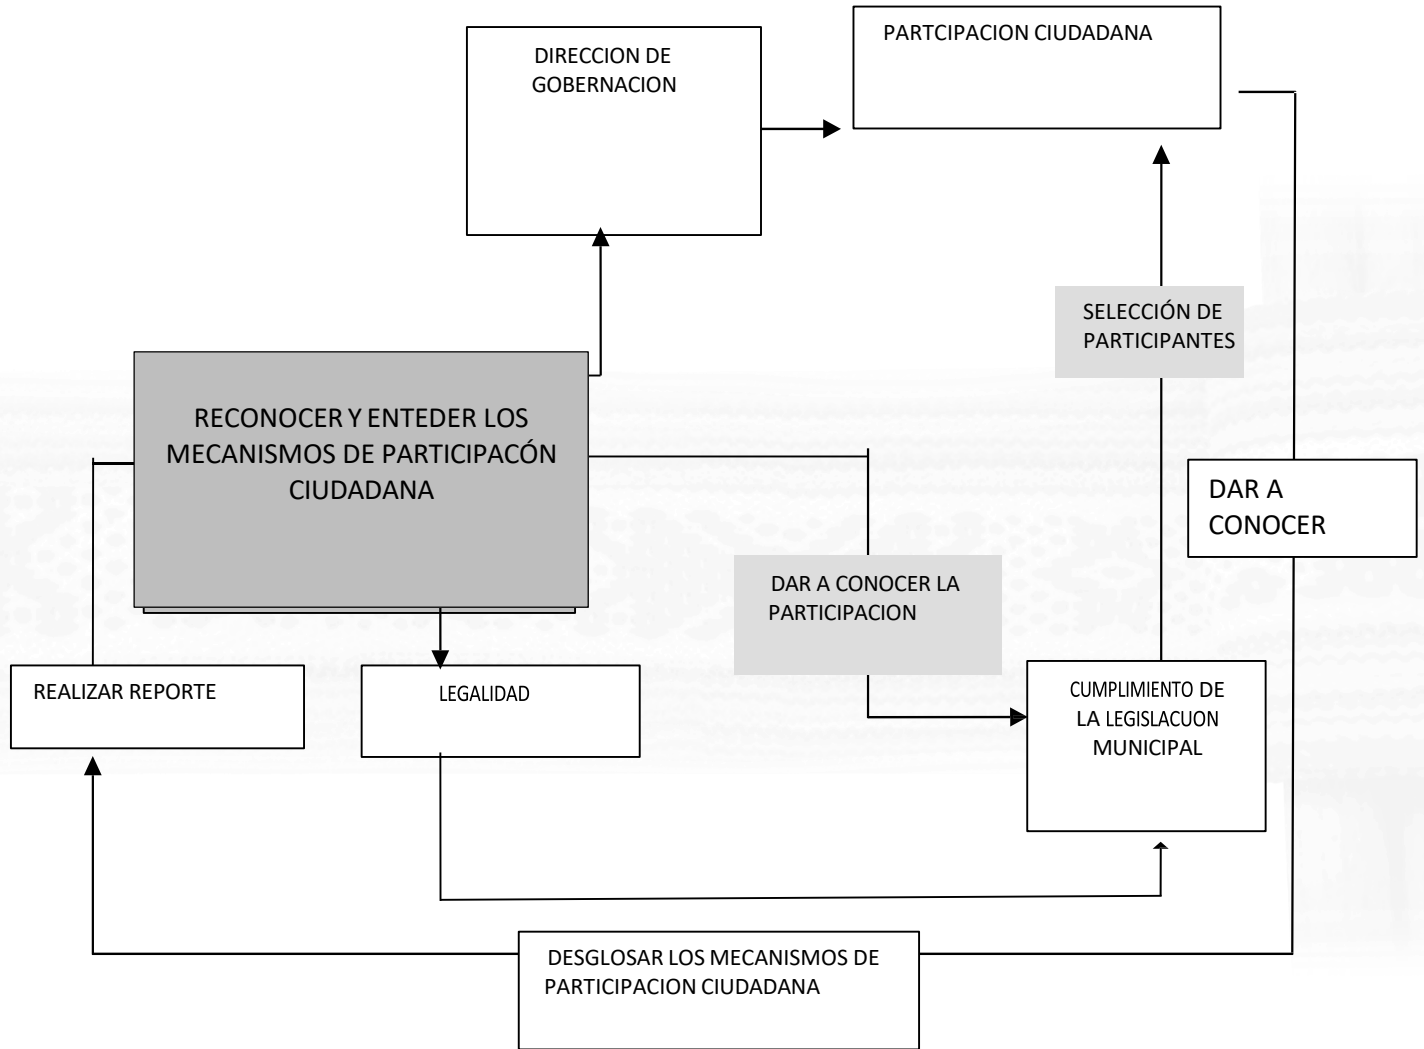 DIRECCION DE
GOBERNACION
PARTCIPACION CIUDADANA
SELECCIÓN DE
PARTICIPANTES
RECONOCER Y ENTEDER LOS
MECANISMOS DE PARTICIPACÓN
CIUDADANA
DAR A
CONOCER
DAR A CONOCER LA
PARTICIPACION
REALIZAR REPORTE
LEGALIDAD
CUMPLIMIENTO DE
LA LEGISLACUON
MUNICIPAL
DESGLOSAR LOS MECANISMOS DE
PARTICIPACION CIUDADANA